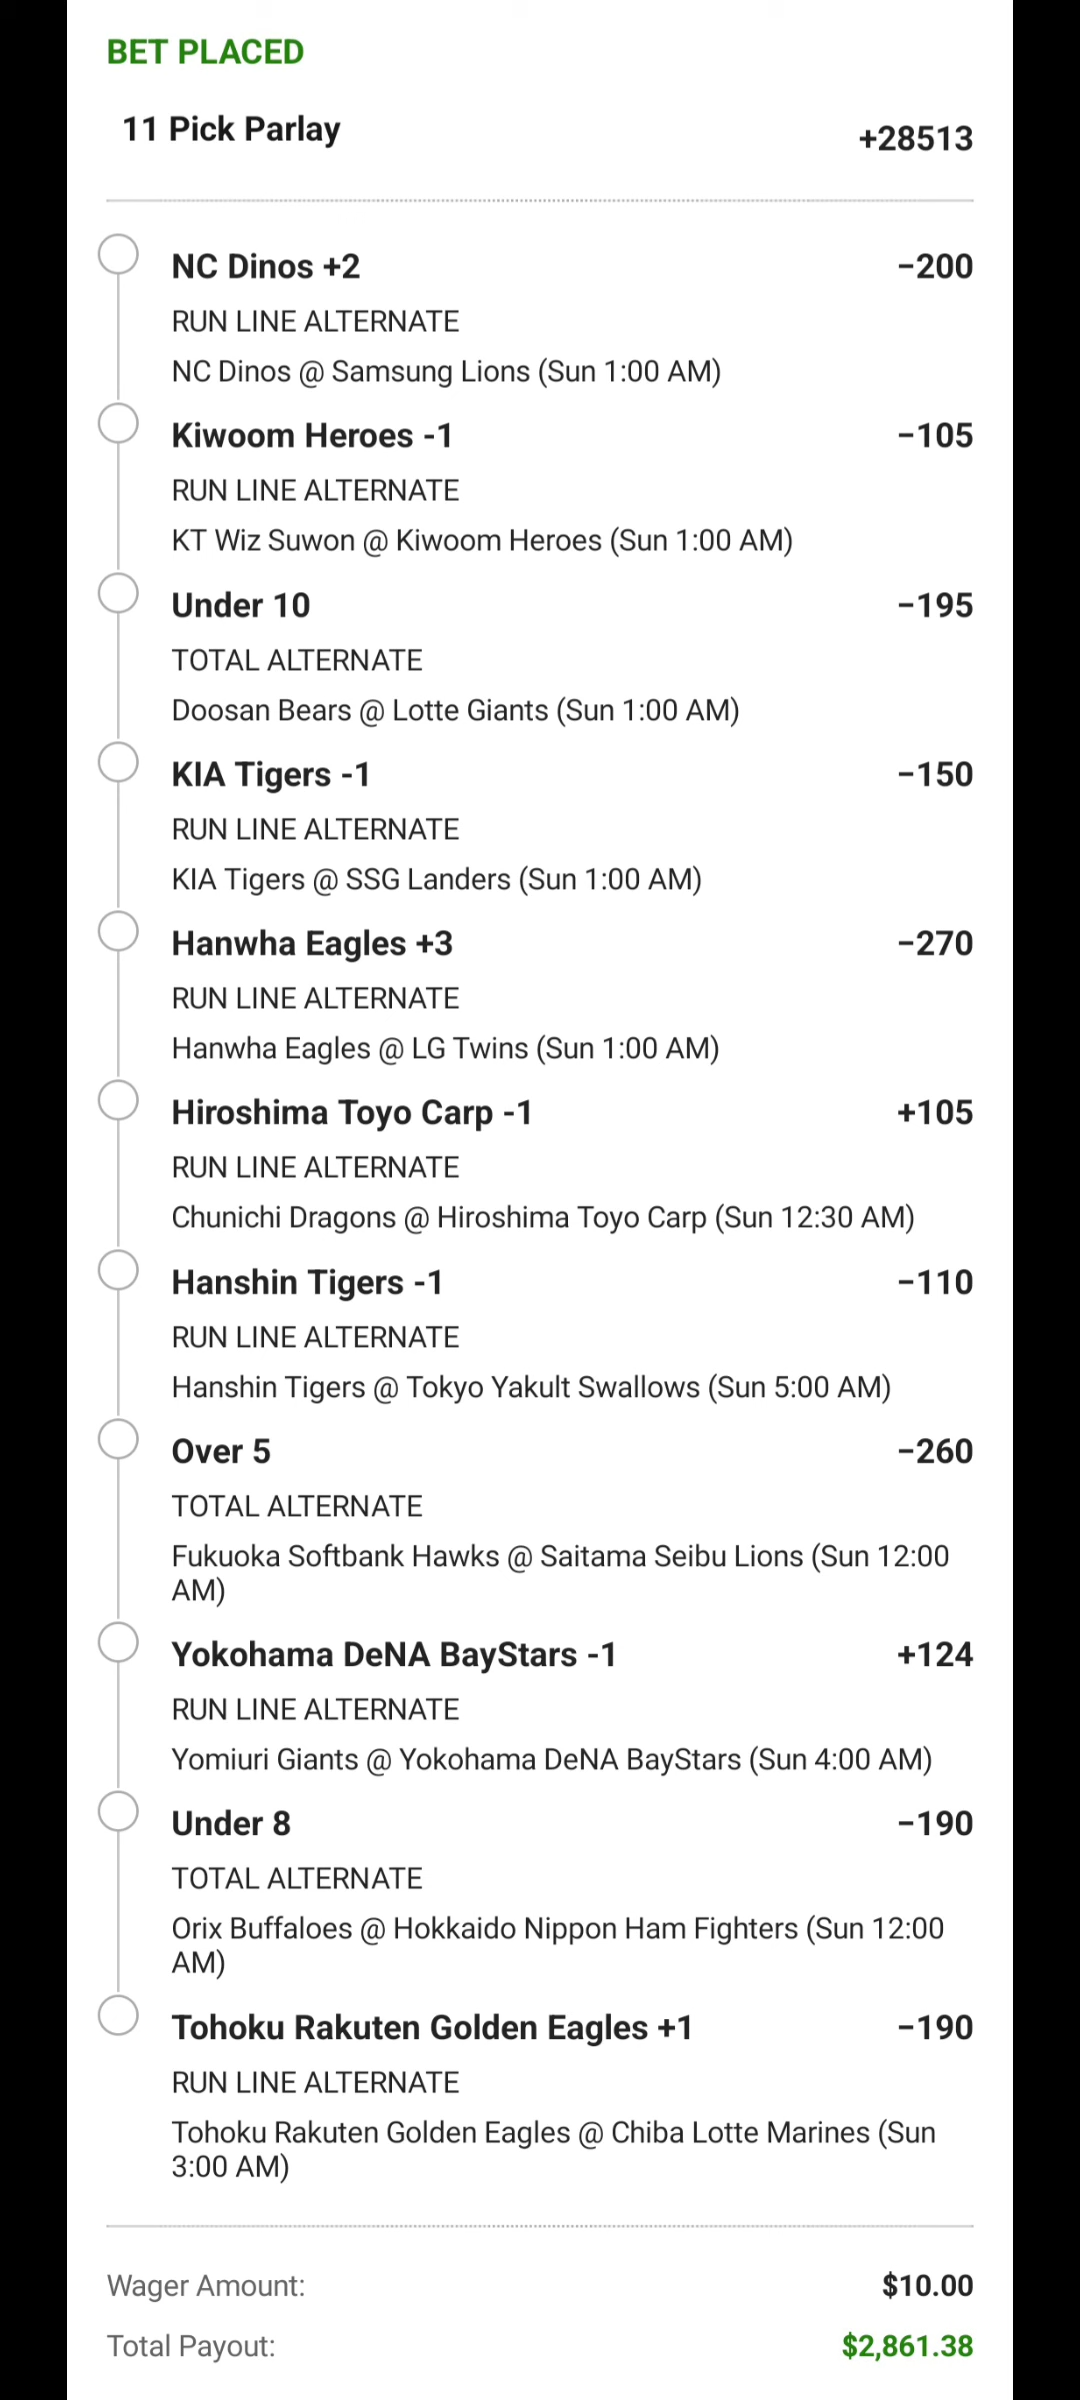 BET PLACED
11 Pick Parlay
+28513
NC Dinos +2
−200
RUN LINE ALTERNATE
NC Dinos @ Samsung Lions (Sun 1:00 AM)
Kiwoom Heroes -1
−105
RUN LINE ALTERNATE
KT Wiz Suwon @ Kiwoom Heroes (Sun 1:00 AM)
Under 10
−195
TOTAL ALTERNATE
Doosan Bears @ Lotte Giants (Sun 1:00 AM)
KIA Tigers -1
−150
RUN LINE ALTERNATE
KIA Tigers @ SSG Landers (Sun 1:00 AM)
Hanwha Eagles +3
−270
RUN LINE ALTERNATE
Hanwha Eagles @ LG Twins (Sun 1:00 AM)
Hiroshima Toyo Carp -1
+105
RUN LINE ALTERNATE
Chunichi Dragons @ Hiroshima Toyo Carp (Sun 12:30 AM)
Hanshin Tigers -1
−110
RUN LINE ALTERNATE
Hanshin Tigers @ Tokyo Yakult Swallows (Sun 5:00 AM)
Over 5
−260
TOTAL ALTERNATE
Fukuoka Softbank Hawks @ Saitama Seibu Lions (Sun 12:00
AM)
Yokohama DeNA BayStars -1
+124
RUN LINE ALTERNATE
Yomiuri Giants @ Yokohama DeNA BayStars (Sun 4:00 AM)
Under 8
−190
TOTAL ALTERNATE
Orix Buffaloes @ Hokkaido Nippon Ham Fighters (Sun 12:00
AM)
Tohoku Rakuten Golden Eagles +1
−190
RUN LINE ALTERNATE
Tohoku Rakuten Golden Eagles @ Chiba Lotte Marines (Sun
3:00 AM)
Wager Amount:
$10.00
Total Payout:
$2,861.38